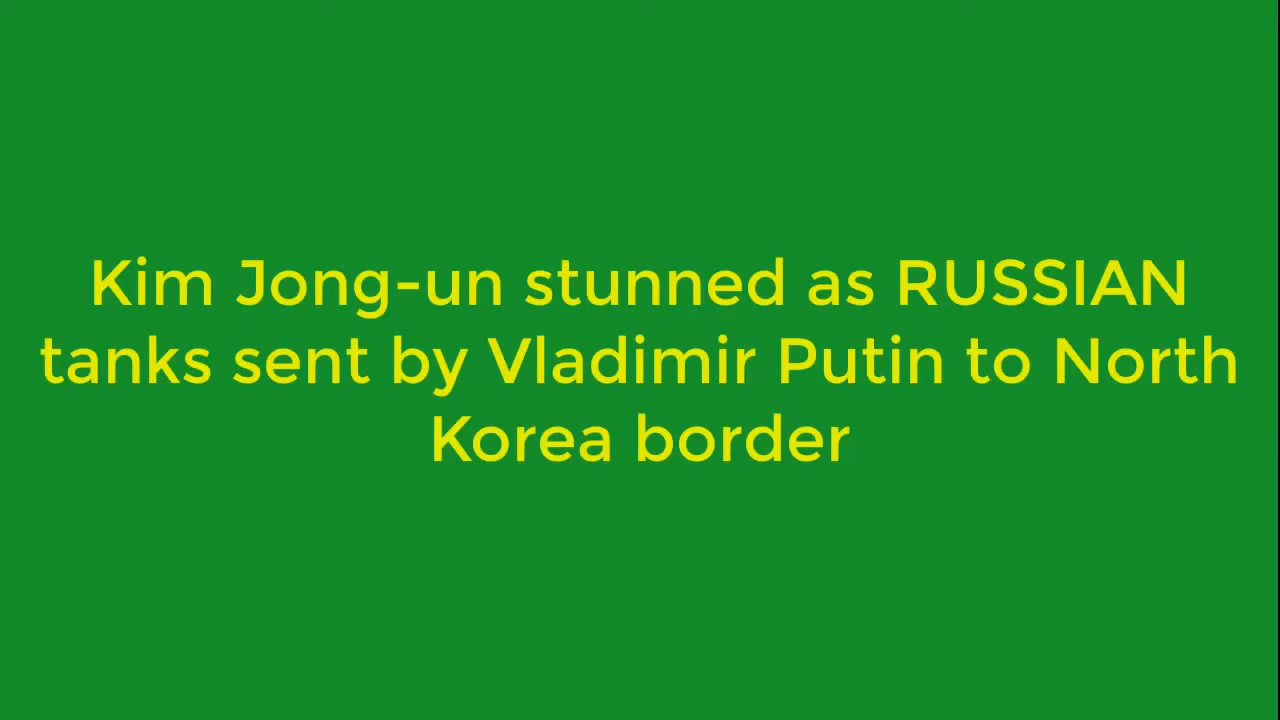 Kim Jong-un stunned as RUSSIAN
tanks sent by Vladimir Putin to North
Korea border